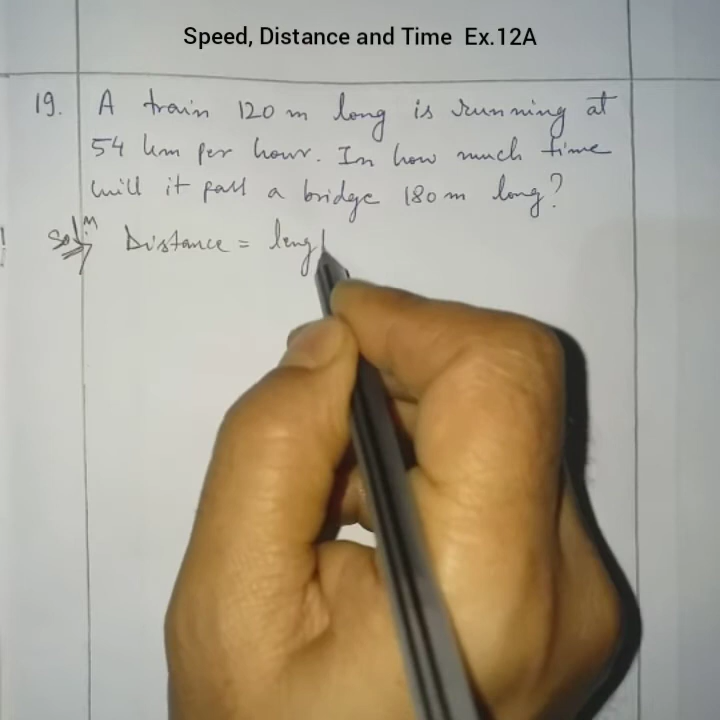 Speed, Distance and Time Ex.12A
19. A train 120 m long is running at
54 km per hour. In how much time
will it pass a bridge 180 m long?
Solⁿ Distance = leng